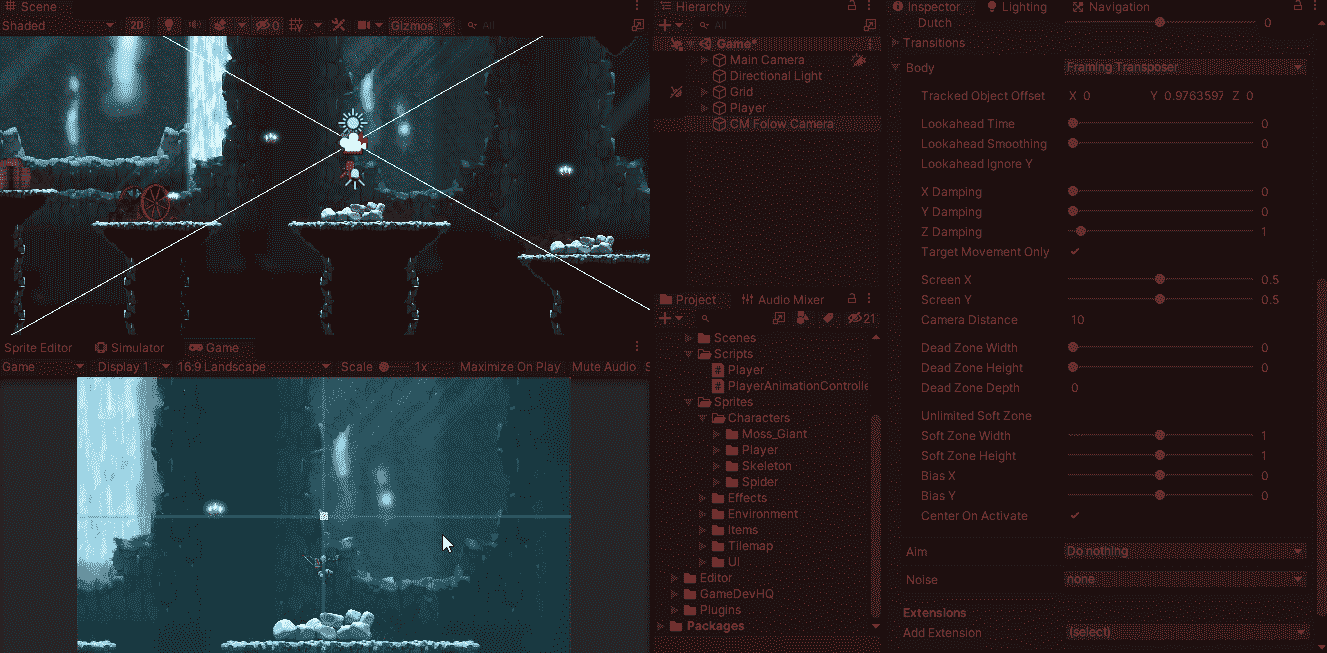 Scene
Shaded
2D
0
Gizmos
All
Sprite Editor
Simulator
Game
Game
Display 1
16:9 Landscape
Scale
1x
Maximize On Play
Mute Audio
S
Hierarchy
All
Game*
Main Camera
Directional Light
Grid
Player
CM Folow Camera
Project
Audio Mixer
21
Scenes
Scripts
Player
PlayerAnimationControlle
Sprites
Characters
Moss_Giant
Player
Skeleton
Spider
Effects
Environment
Items
Tilemap
UI
Editor
GameDevHQ
Plugins
Packages
Inspector
Lighting
Navigation
Dutch 0
Transitions
Body Framing Transposer
Tracked Object Offset X 0 Y 0.9763597 Z 0
Lookahead Time 0
Lookahead Smoothing 0
Lookahead Ignore Y
X Damping 0
Y Damping 0
Z Damping 1
Target Movement Only
Screen X 0.5
Screen Y 0.5
Camera Distance 10
Dead Zone Width 0
Dead Zone Height 0
Dead Zone Depth 0
Unlimited Soft Zone
Soft Zone Width 1
Soft Zone Height 1
Bias X 0
Bias Y 0
Center On Activate
Aim Do nothing
Noise none
Extensions
Add Extension (select)